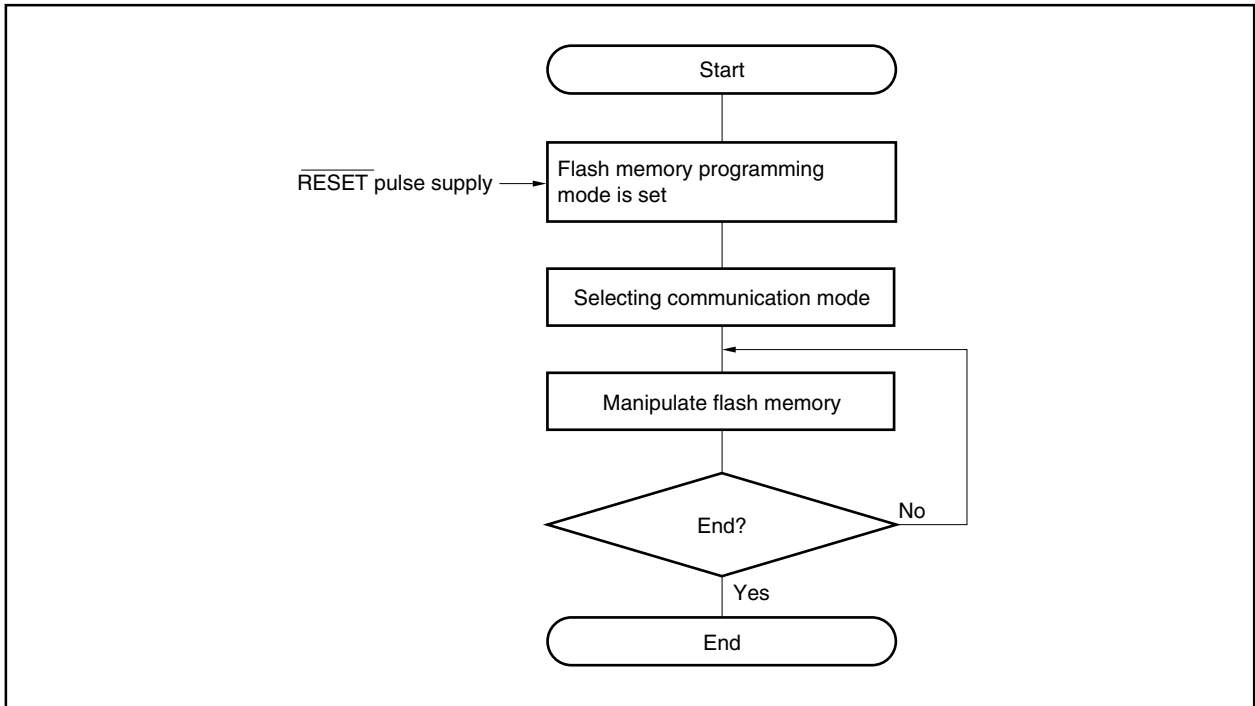 Start
RESET pulse supply
Flash memory programming
mode is set
Selecting communication mode
Manipulate flash memory
End?
No
Yes
End